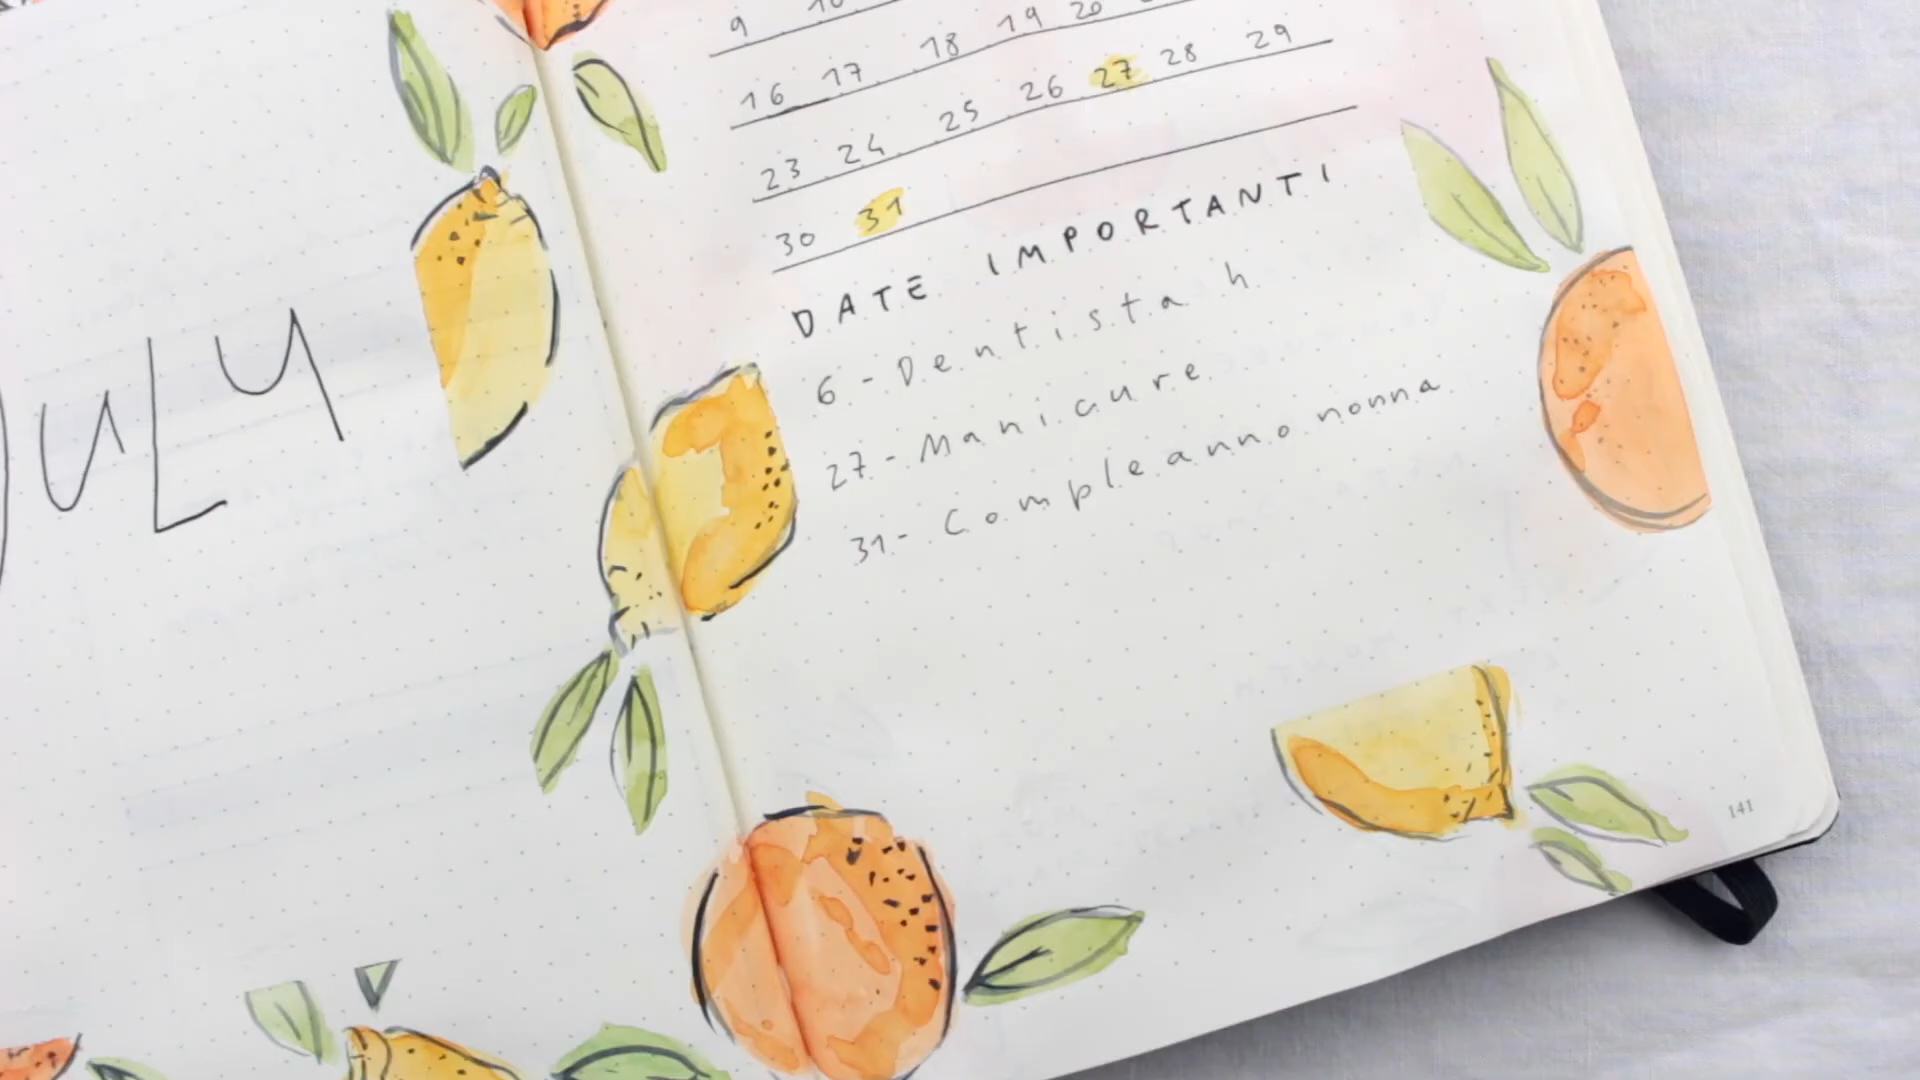 JULY
9 10
16 17 18 19 20
23 24 25 26 27 28 29
30 31
DATE IMPORTANTI
6 - Dentista h
27 - Manicure
31 - Compleanno nonna
141